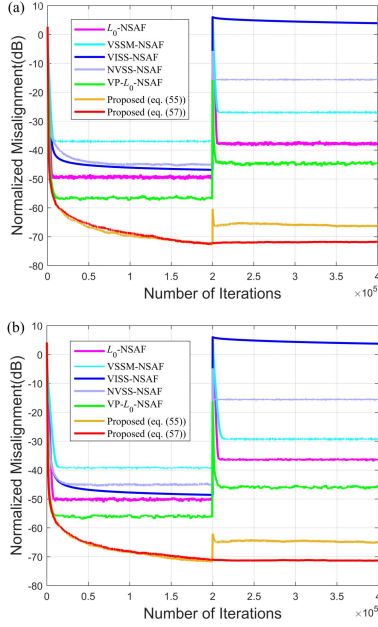 (a)
10
0
-10
-20
-30
-40
-50
-60
-70
-80
Normalized Misalignment(dB)
L0-NSAF
VSSM-NSAF
VISS-NSAF
NVSS-NSAF
VP-L0-NSAF
Proposed (eq. (55))
Proposed (eq. (57))
0 0.5 1 1.5 2 2.5 3 3.5 4
Number of Iterations
×10^5
(b)
10
0
-10
-20
-30
-40
-50
-60
-70
-80
Normalized Misalignment(dB)
L0-NSAF
VSSM-NSAF
VISS-NSAF
NVSS-NSAF
VP-L0-NSAF
Proposed (eq. (55))
Proposed (eq. (57))
0 0.5 1 1.5 2 2.5 3 3.5 4
Number of Iterations
×10^5